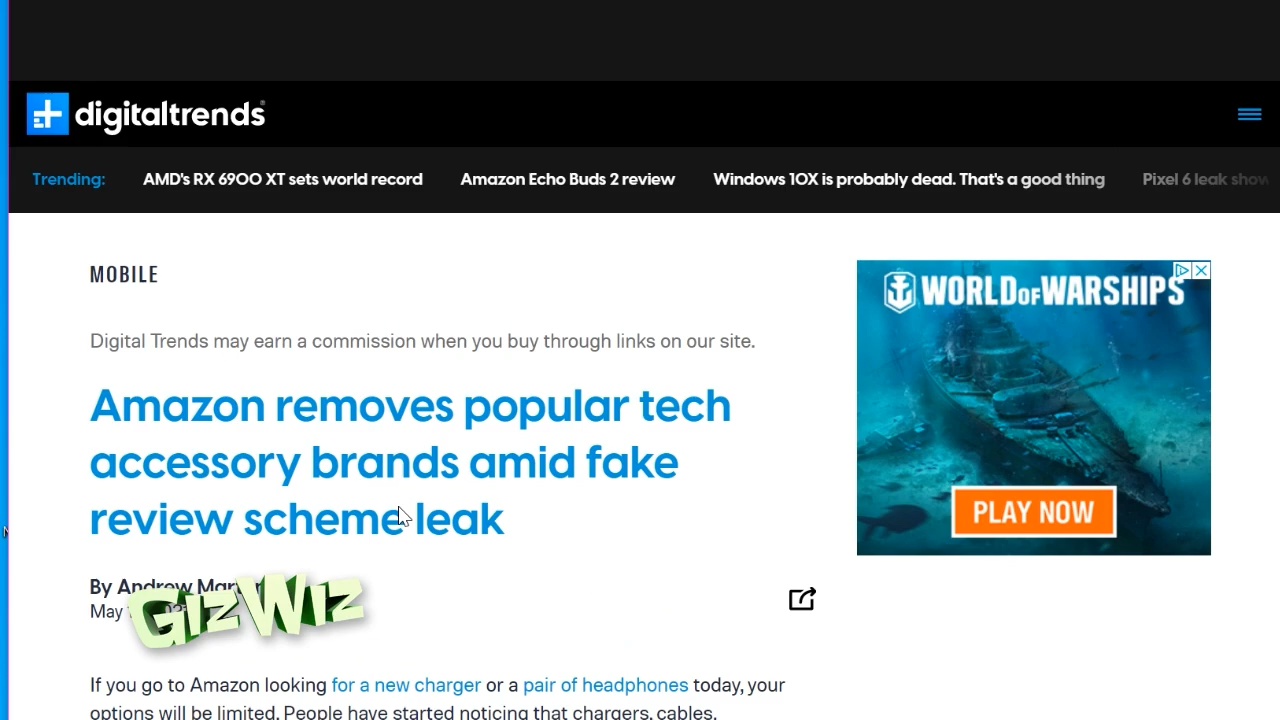 digitaltrends
Trending:
AMD's RX 6900 XT sets world record
Amazon Echo Buds 2 review
Windows 10X is probably dead. That's a good thing
Pixel 6 leak show
MOBILE
Digital Trends may earn a commission when you buy through links on our site.
Amazon removes popular tech
accessory brands amid fake
review scheme leak
WORLD OF WARSHIPS
PLAY NOW
By Andrew
May
GizWiz
If you go to Amazon looking for a new charger or a pair of headphones today, your
options will be limited. People have started noticing that chargers, cables,